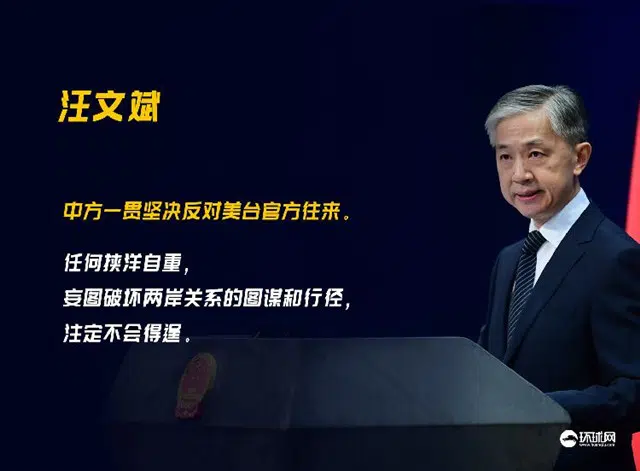 汪文斌
中方一贯坚决反对美台官方往来。
任何挟洋自重，
妄图破坏两岸关系的图谋和行径，
注定不会得逞。
环球网